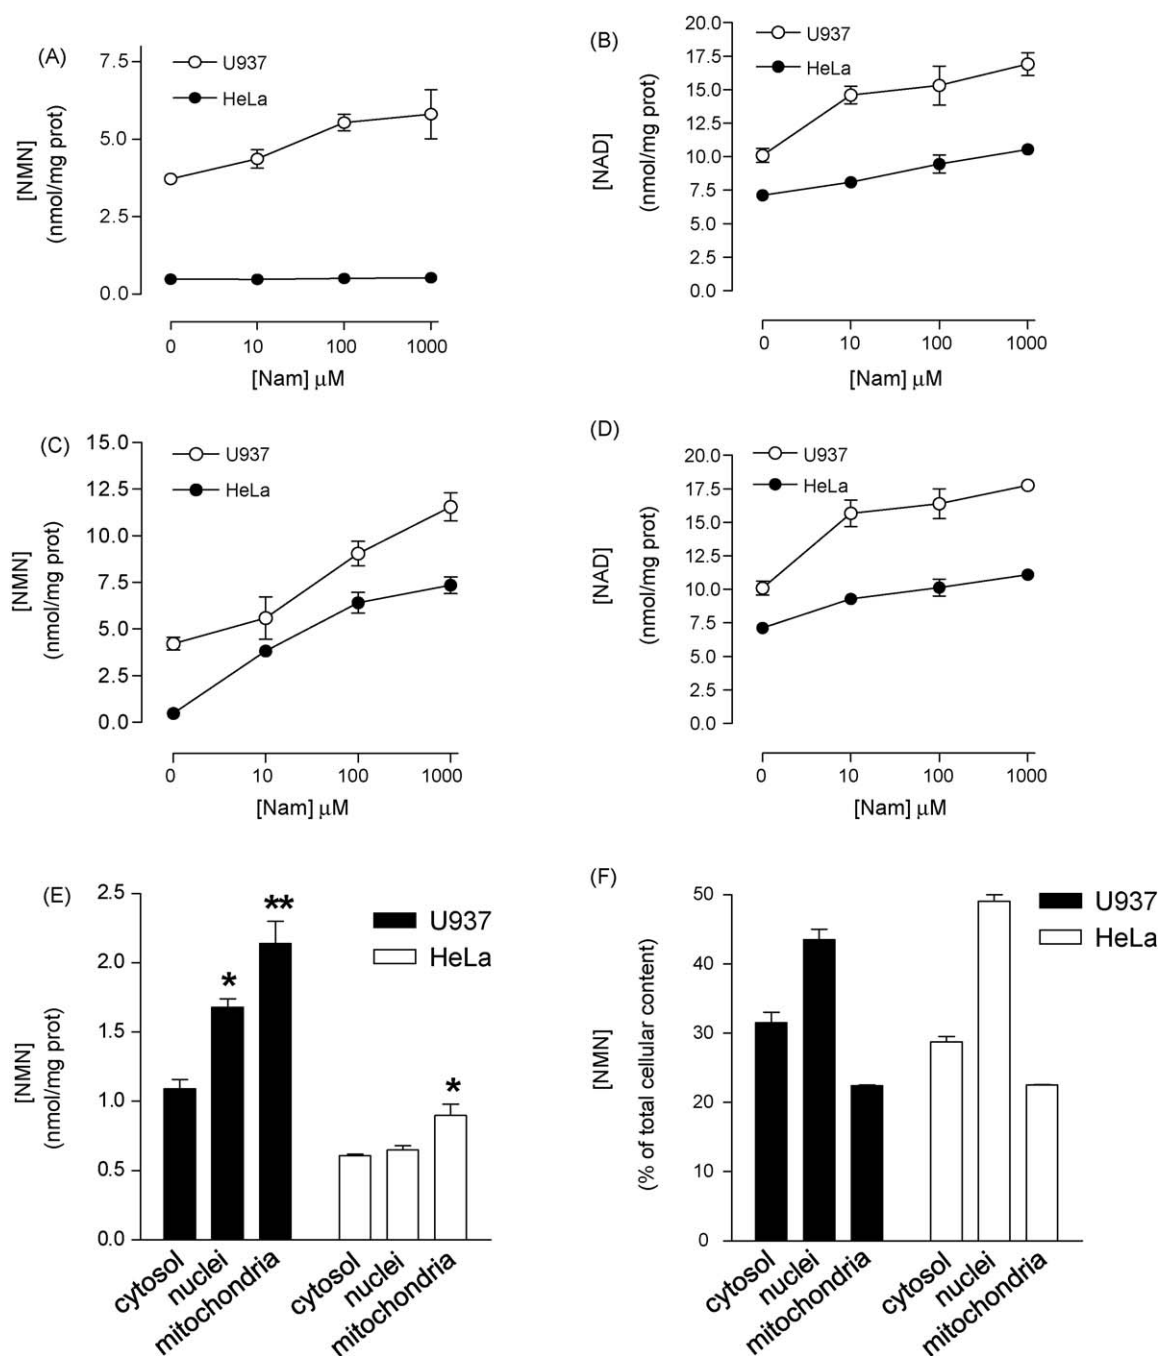 (A)
U937
HeLa
[NMN]
(nmol/mg prot)
7.5
5.0
2.5
0.0
0 10 100 1000
[Nam] μM
(B)
U937
HeLa
[NAD]
(nmol/mg prot)
20.0
17.5
15.0
12.5
10.0
7.5
5.0
2.5
0.0
0 10 100 1000
[Nam] μM
(C)
U937
HeLa
[NMN]
(nmol/mg prot)
15.0
12.5
10.0
7.5
5.0
2.5
0.0
0 10 100 1000
[Nam] μM
(D)
U937
HeLa
[NAD]
(nmol/mg prot)
20.0
17.5
15.0
12.5
10.0
7.5
5.0
2.5
0.0
0 10 100 1000
[Nam] μM
(E)
U937
HeLa
[NMN]
(nmol/mg prot)
2.5
2.0
1.5
1.0
0.5
0.0
* ** *
cytosol nuclei mitochondria cytosol nuclei mitochondria
(F)
U937
HeLa
[NMN]
(% of total cellular content)
50
40
30
20
10
0
cytosol nuclei mitochondria cytosol nuclei mitochondria